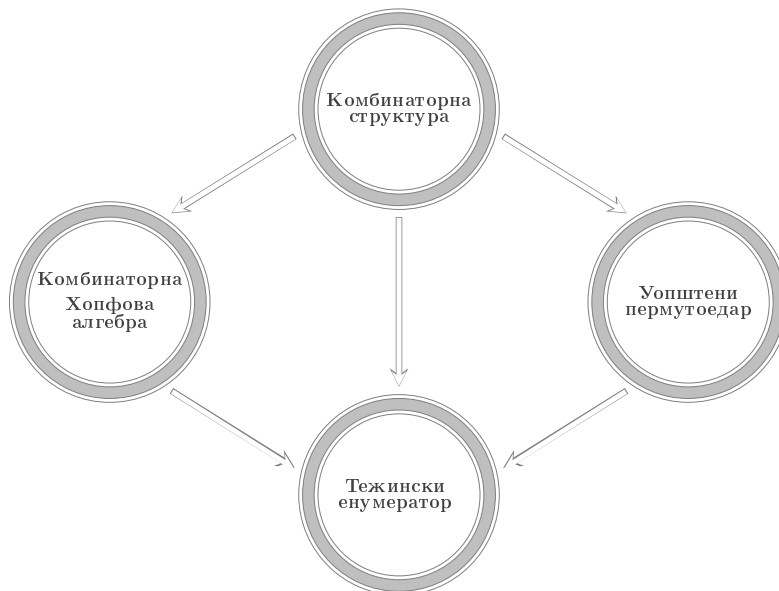 Комбинаторна
структура
Комбинаторна
Хопфова
алгебра
Уопштени
пермутоедар
Тежински
енумератор